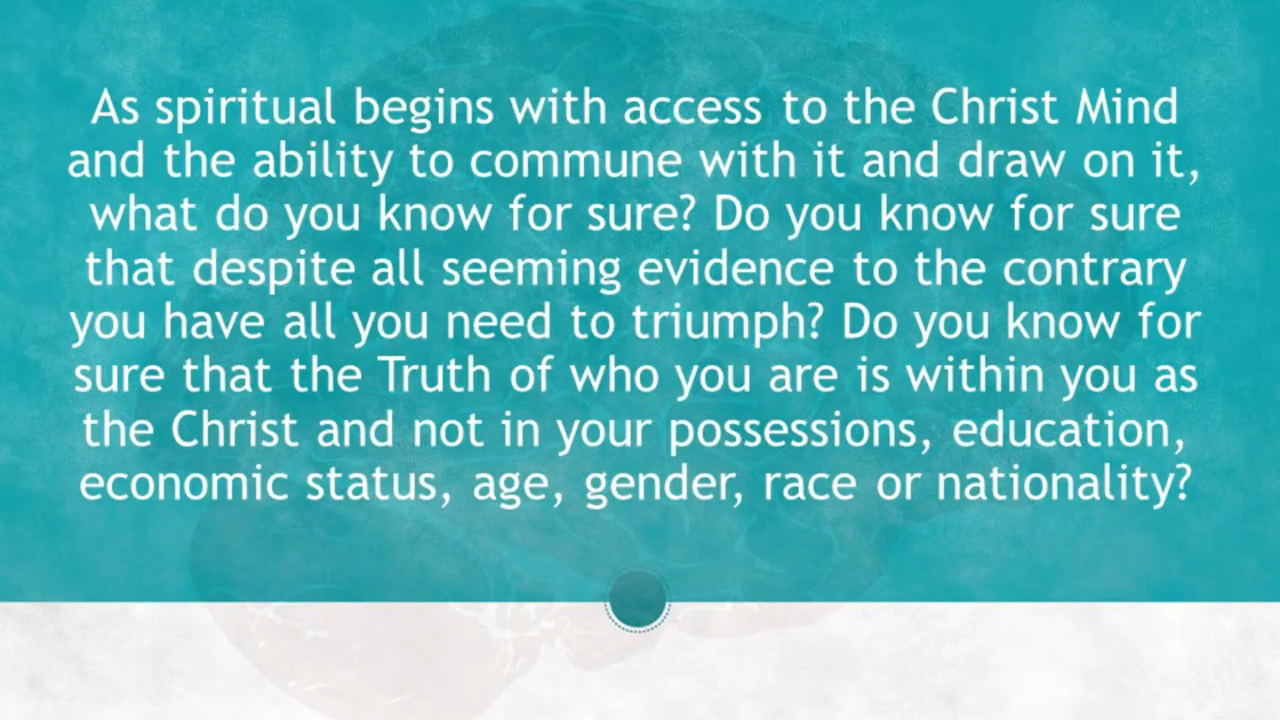 As spiritual begins with access to the Christ Mind
and the ability to commune with it and draw on it,
what do you know for sure? Do you know for sure
that despite all seeming evidence to the contrary
you have all you need to triumph? Do you know for
sure that the Truth of who you are is within you as
the Christ and not in your possessions, education,
economic status, age, gender, race or nationality?